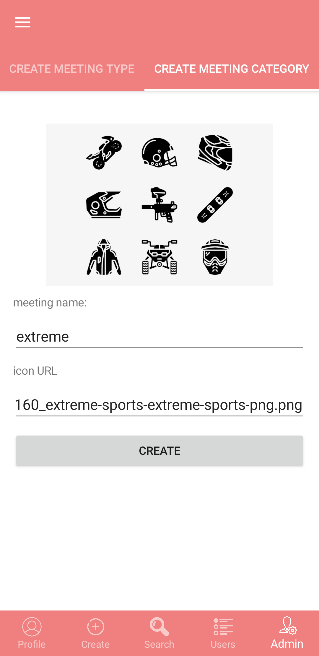 CREATE MEETING TYPE CREATE MEETING CATEGORY
meeting name:
extreme
icon URL
160_extreme-sports-extreme-sports-png.png
CREATE
Profile Create Search Users Admin